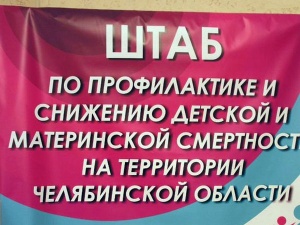 ШТАБ
ПО ПРОФИЛАКТИКЕ И
СНИЖЕНИЮ ДЕТСКОЙ И
МАТЕРИНСКОЙ СМЕРТНОСТ
НА ТЕРРИТОРИИ
ЧЕЛЯБИНСКОЙ ОБЛАСТИ